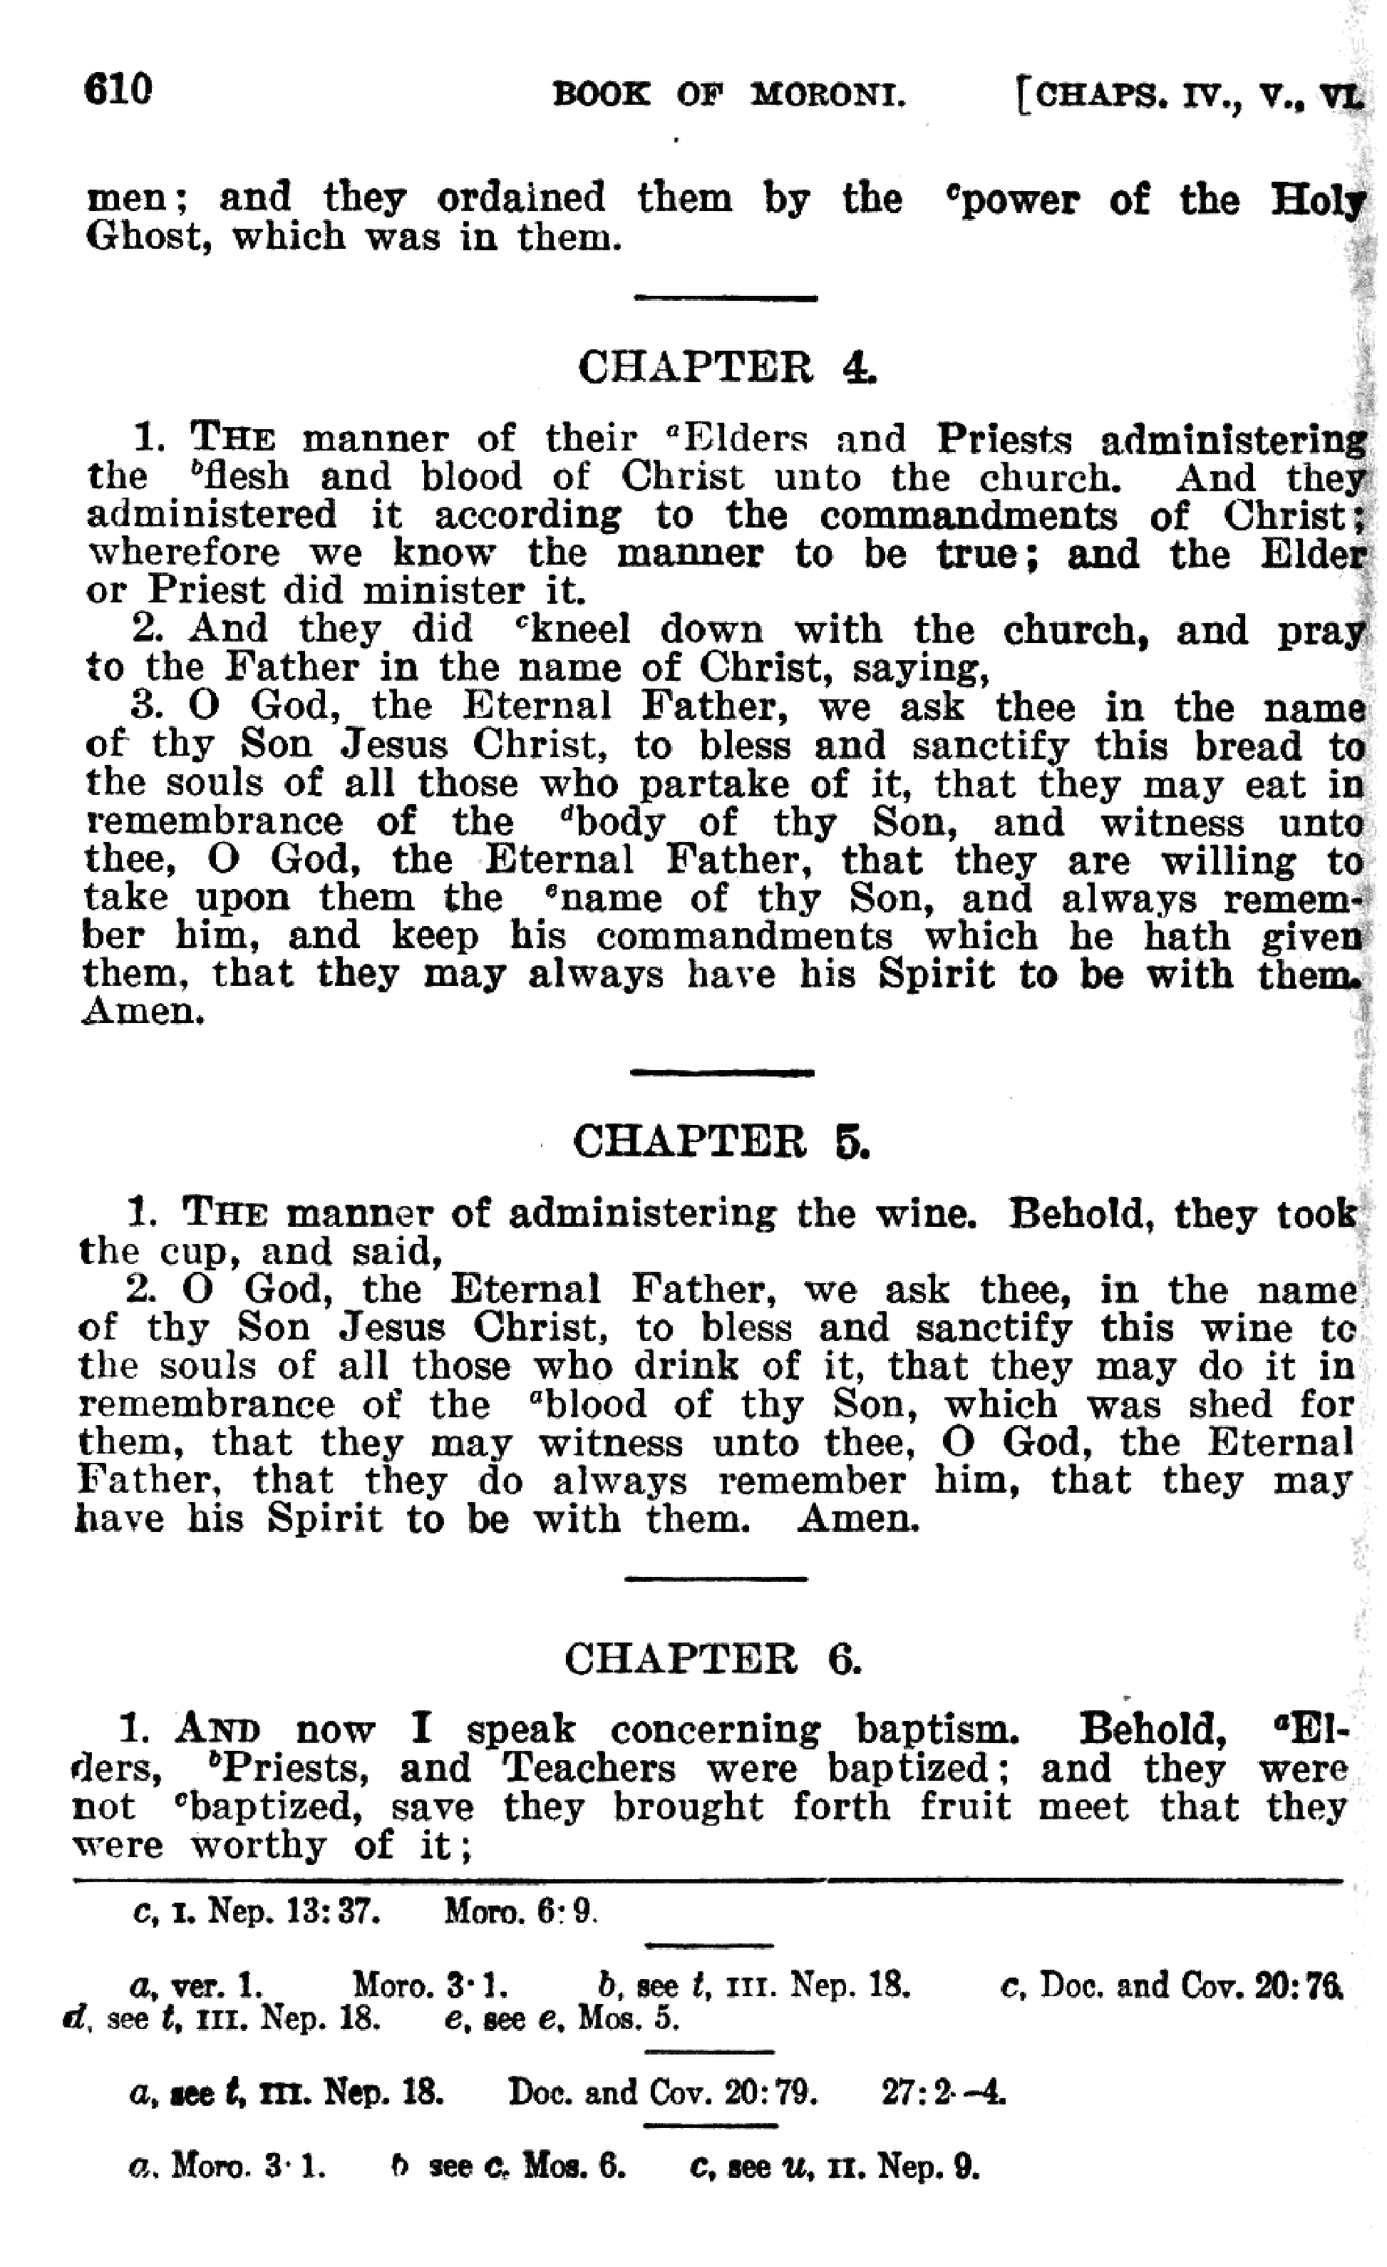 610 BOOK OF MORONI. [CHAPS. IV., V., VI.
men; and they ordained them by the ᶜpower of the Holy
Ghost, which was in them.
CHAPTER 4.
1. THE manner of their ᵃElders and Priests administering
the ᵇflesh and blood of Christ unto the church. And they
administered it according to the commandments of Christ;
wherefore we know the manner to be true; and the Elder
or Priest did minister it.
2. And they did ᶜkneel down with the church, and pray
to the Father in the name of Christ, saying,
3. O God, the Eternal Father, we ask thee in the name
of thy Son Jesus Christ, to bless and sanctify this bread to
the souls of all those who partake of it, that they may eat in
remembrance of the ᵈbody of thy Son, and witness unto
thee, O God, the Eternal Father, that they are willing to
take upon them the ᵉname of thy Son, and always remem-
ber him, and keep his commandments which he hath given
them, that they may always have his Spirit to be with them.
Amen.
CHAPTER 5.
1. THE manner of administering the wine. Behold, they took
the cup, and said,
2. O God, the Eternal Father, we ask thee, in the name
of thy Son Jesus Christ, to bless and sanctify this wine to
the souls of all those who drink of it, that they may do it in
remembrance of the ᵃblood of thy Son, which was shed for
them, that they may witness unto thee, O God, the Eternal
Father, that they do always remember him, that they may
have his Spirit to be with them. Amen.
CHAPTER 6.
1. AND now I speak concerning baptism. Behold, ᵃEl-
ders, ᵇPriests, and Teachers were baptized; and they were
not ᶜbaptized, save they brought forth fruit meet that they
were worthy of it;
c, I. Nep. 13:37. Moro. 6:9.
a, ver. 1. Moro. 3:1. b, see t, III. Nep. 18. c, Doc. and Cov. 20:76.
d, see t, III. Nep. 18. e, see e, Mos. 5.
a, see t, III. Nep. 18. Doc. and Cov. 20:79. 27:2-4.
a, Moro. 3:1. b see c, Mos. 6. c, see u, II. Nep. 9.